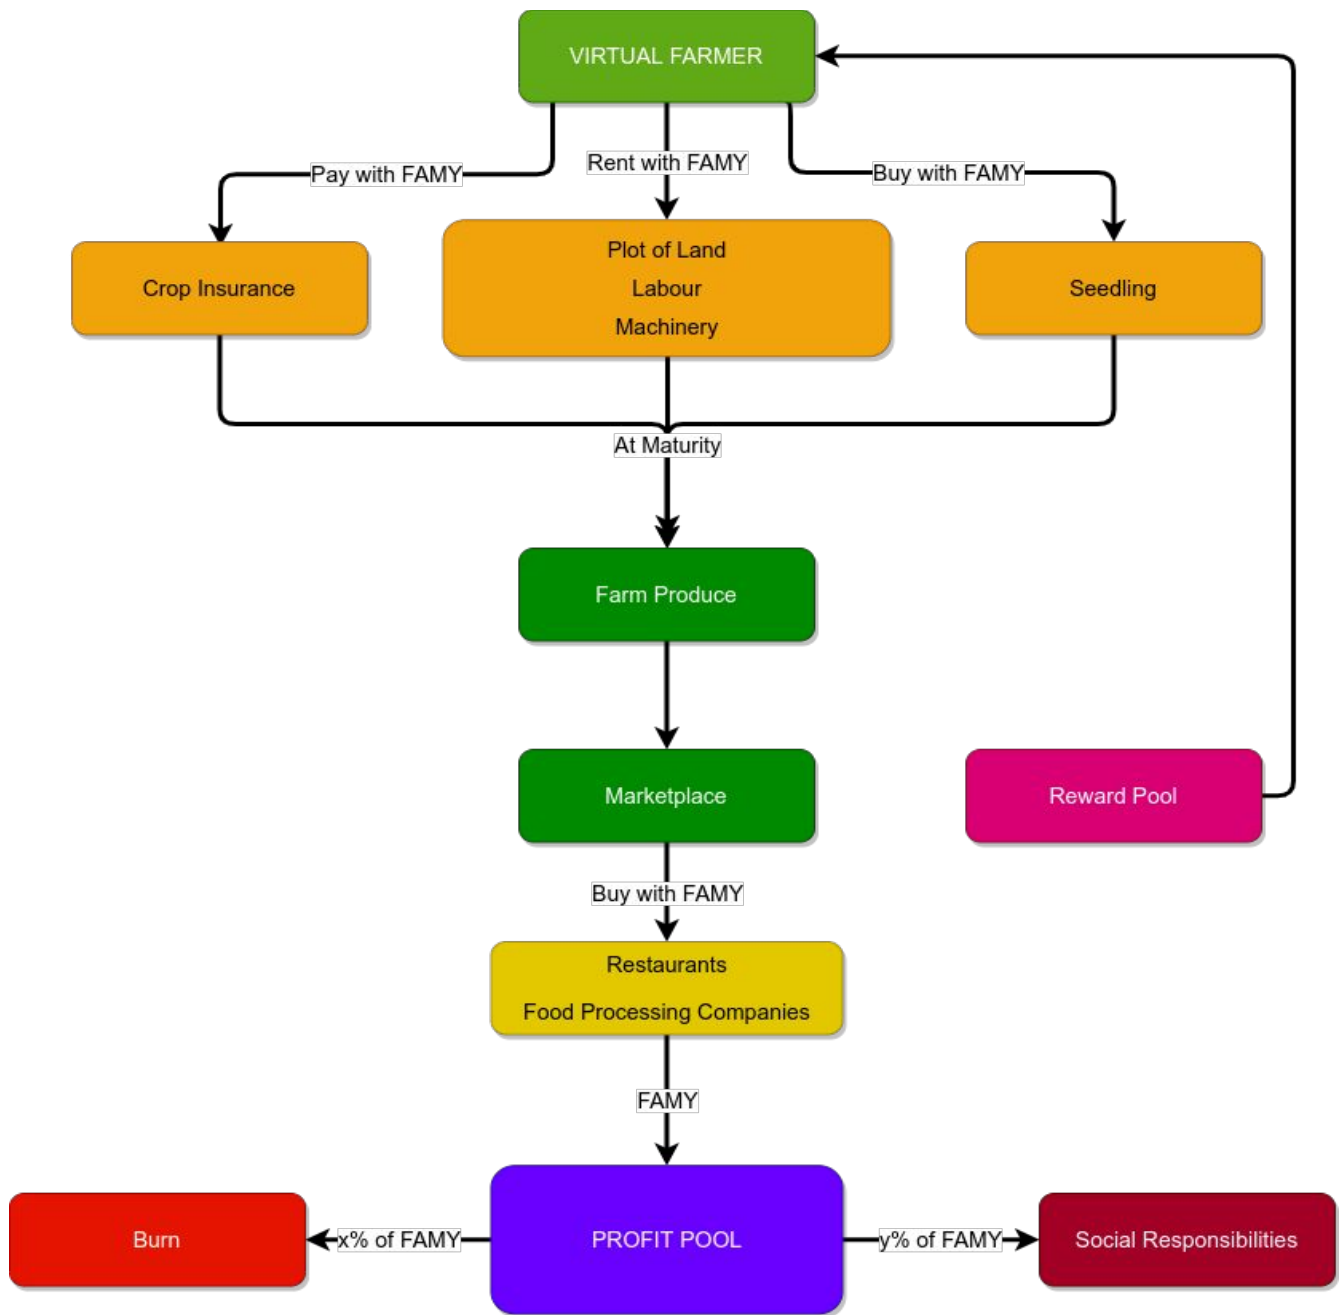 VIRTUAL FARMER
Pay with FAMY
Rent with FAMY
Buy with FAMY
Crop Insurance
Plot of Land
Labour
Machinery
Seedling
At Maturity
Farm Produce
Marketplace
Reward Pool
Buy with FAMY
Restaurants
Food Processing Companies
FAMY
Burn
x% of FAMY
PROFIT POOL
y% of FAMY
Social Responsibilities